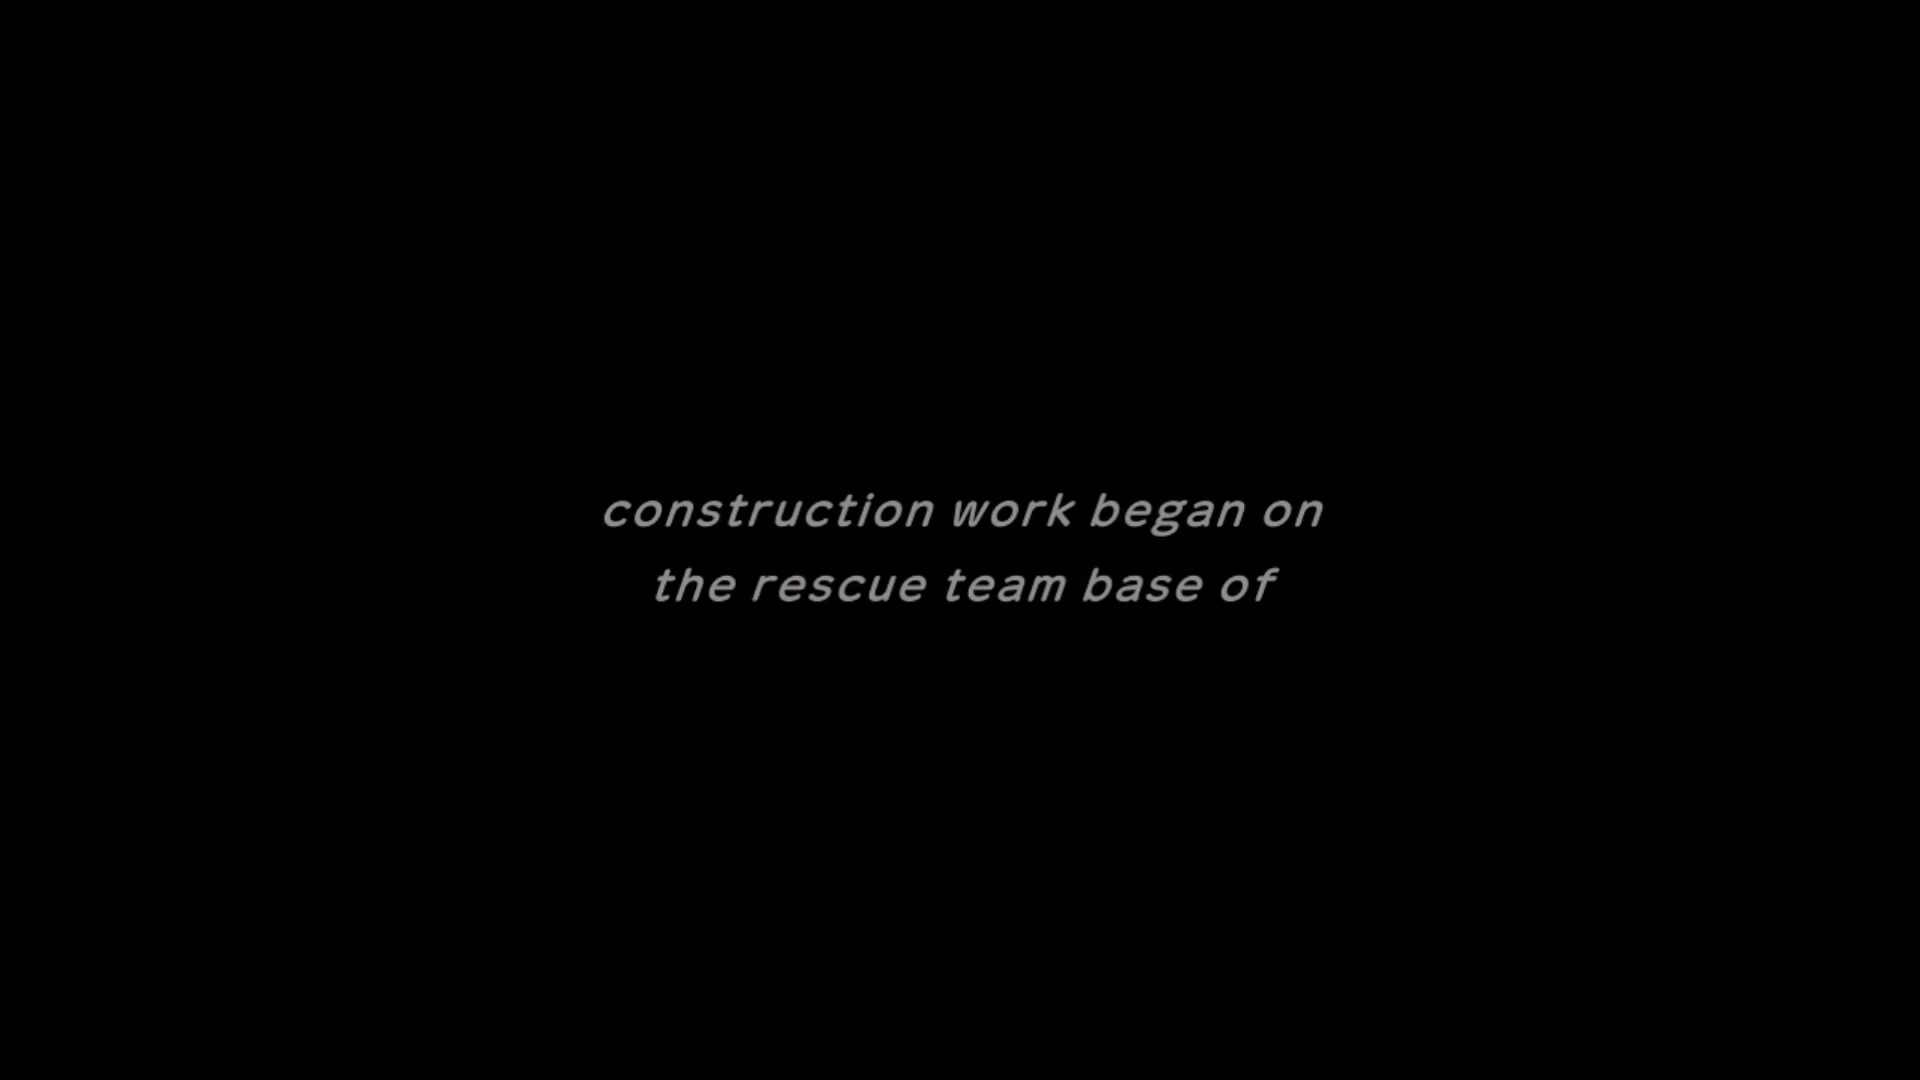 construction work began on
the rescue team base of